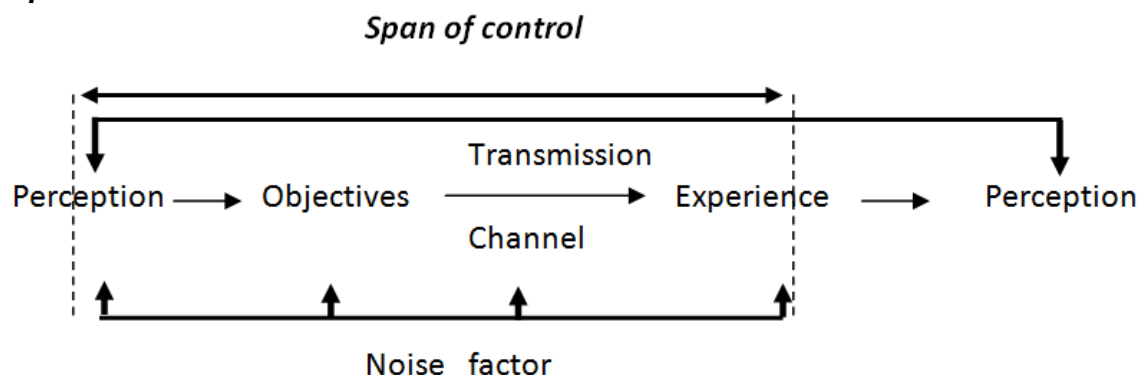 Span of control
Transmission
Perception Objectives Experience Perception
Channel
Noise factor